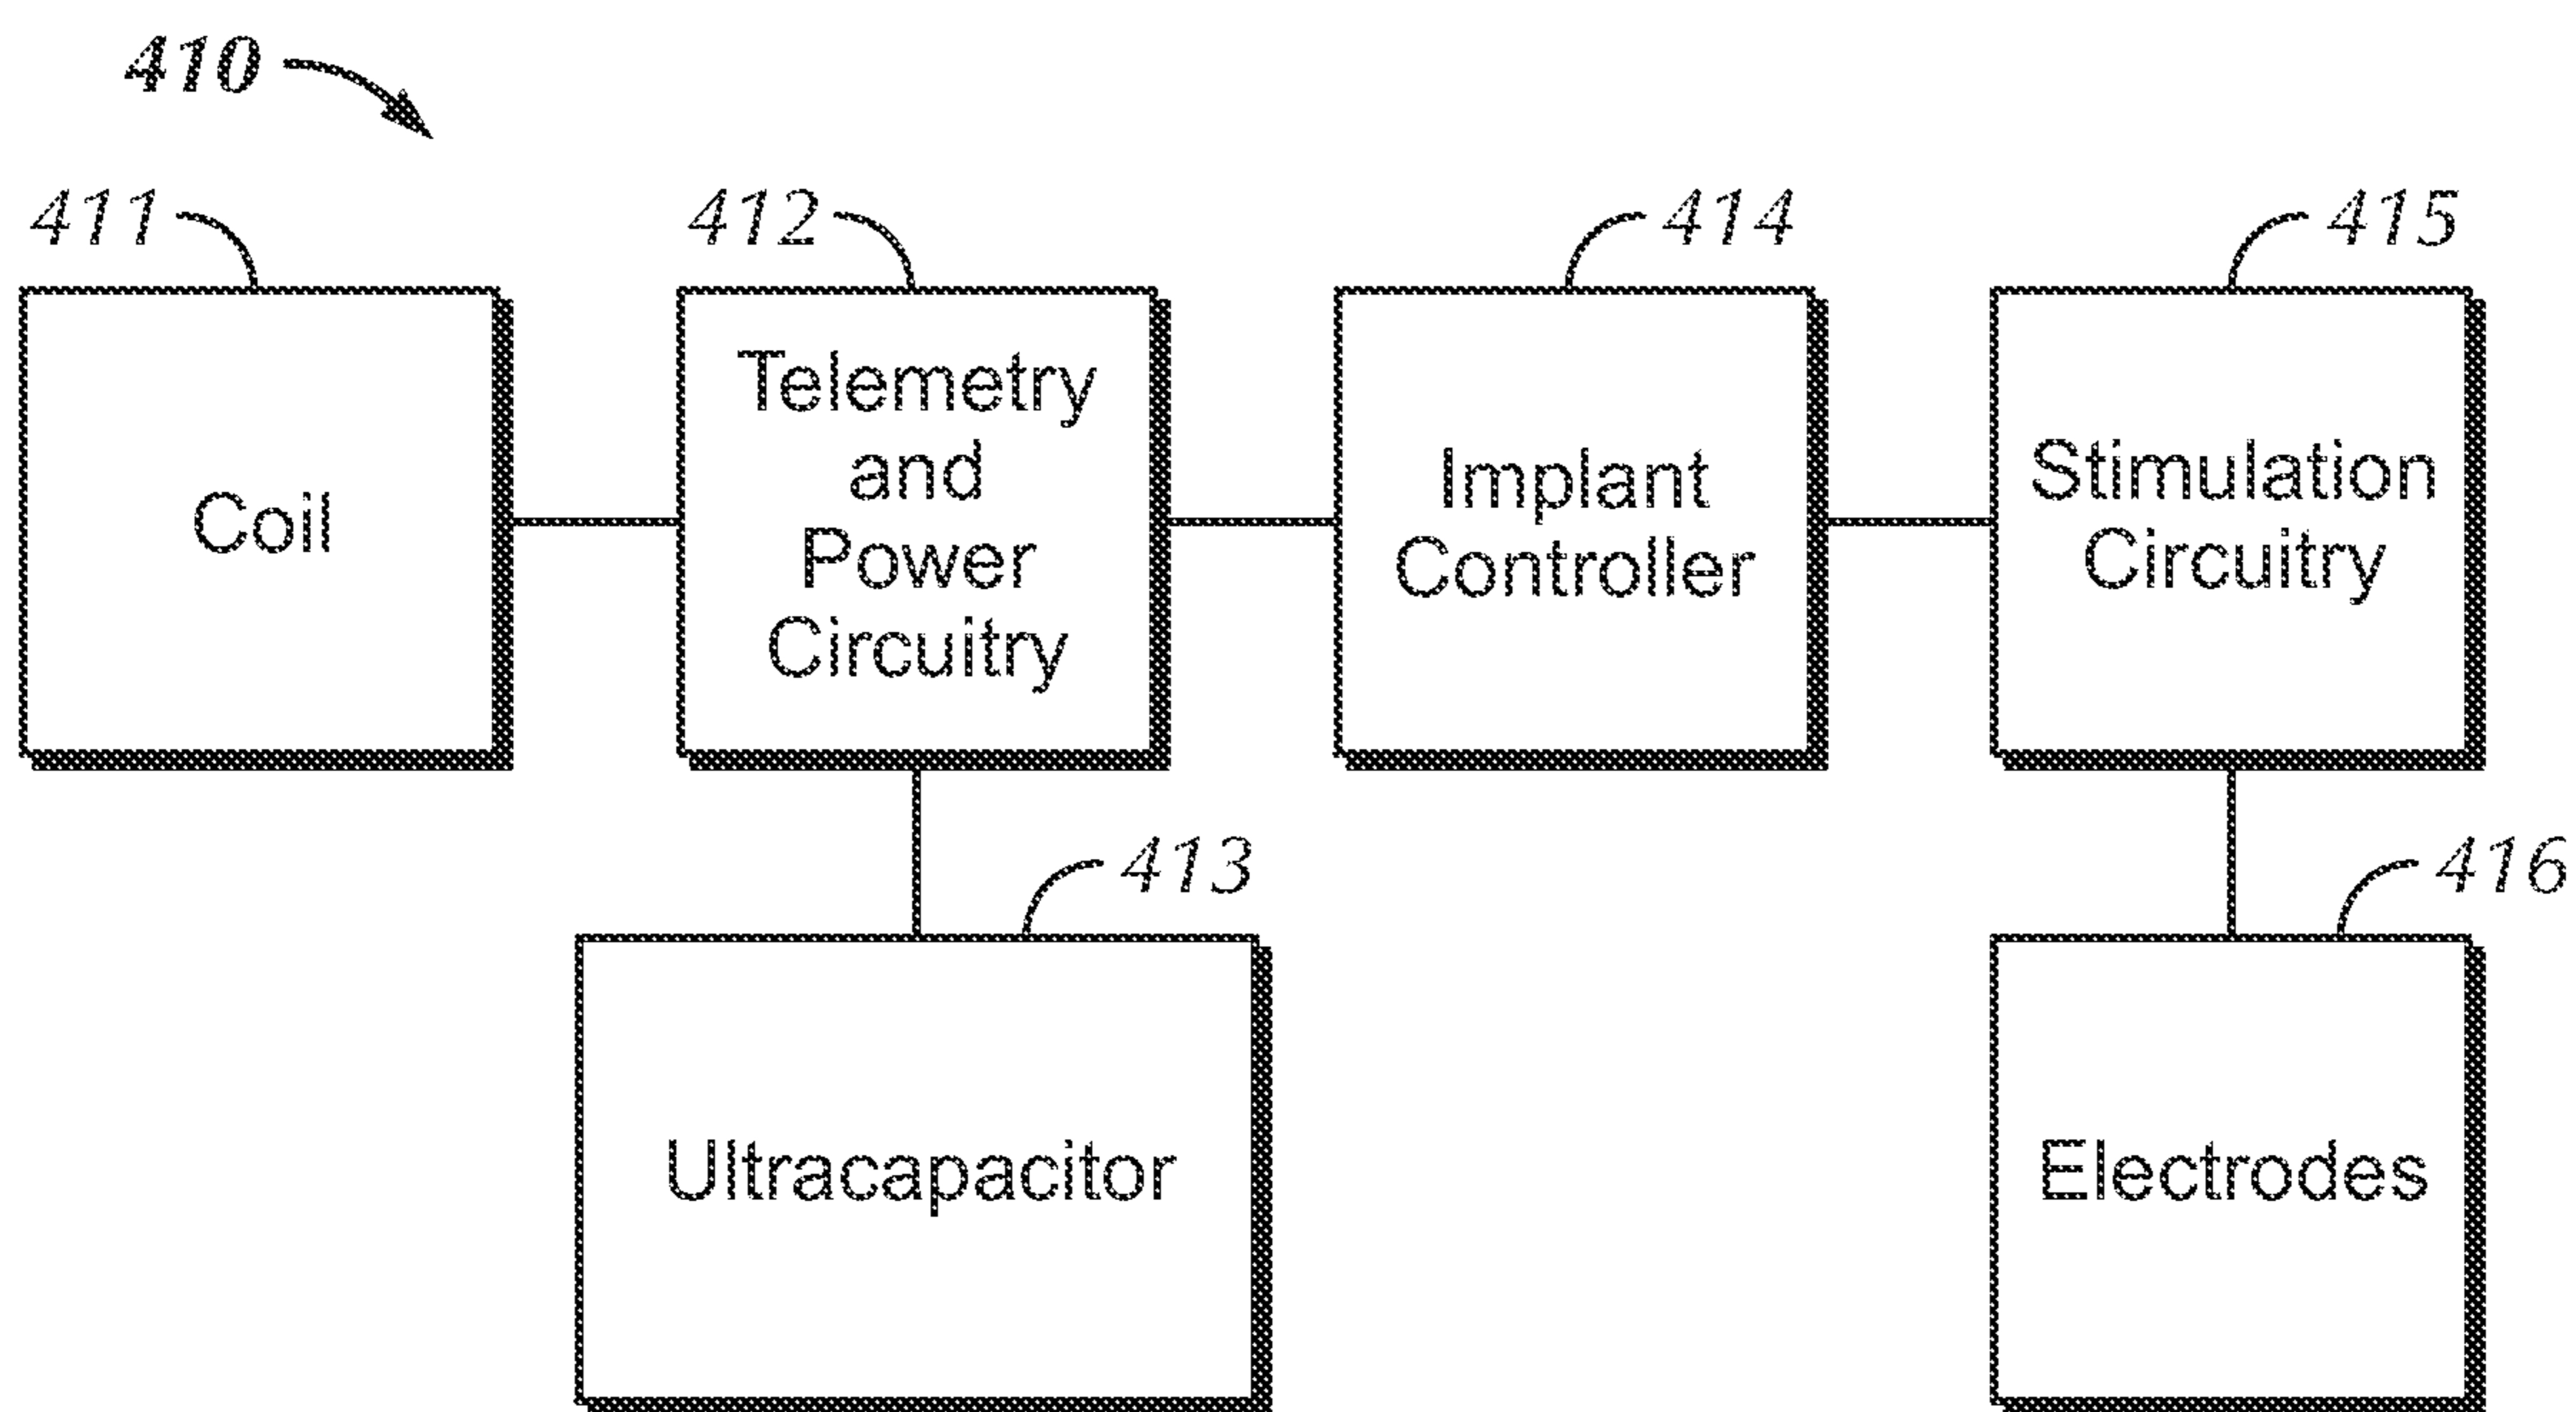 410
411
412
414
415
Coil
Telemetry
and
Power
Circuitry
Implant
Controller
Stimulation
Circuitry
413
416
Ultracapacitor
Electrodes